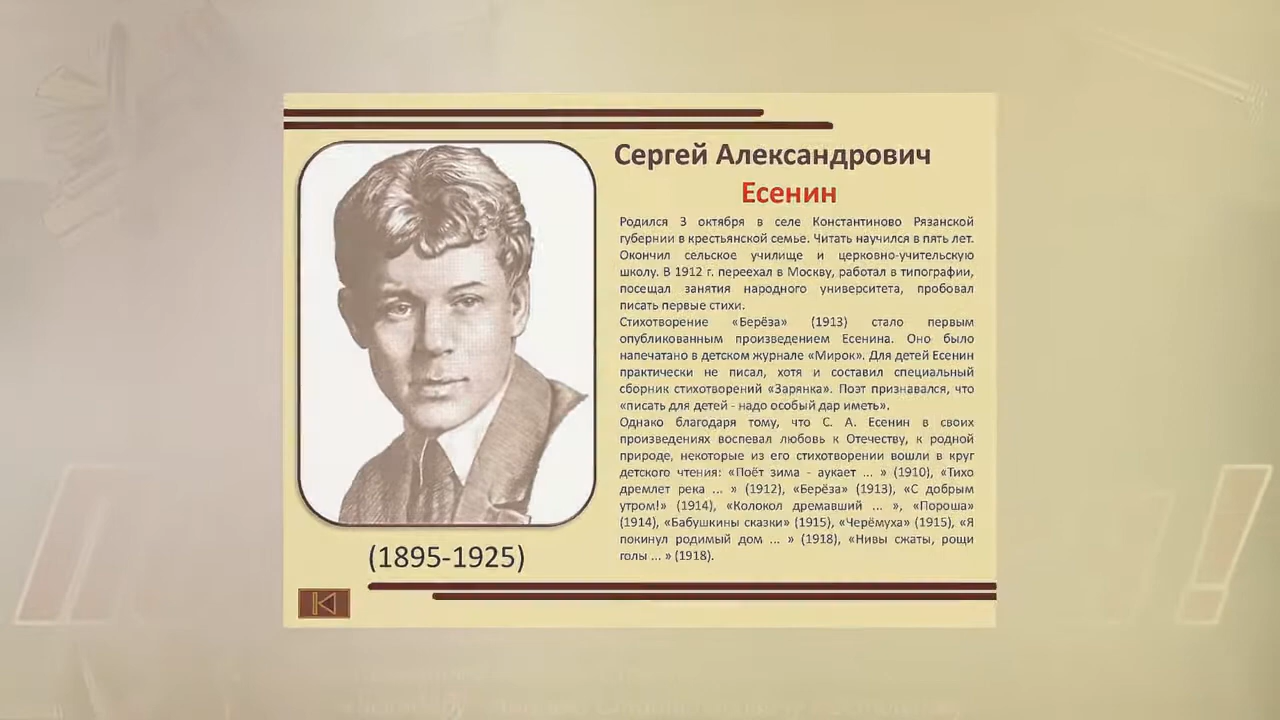 Сергей Александрович
Есенин
Родился 3 октября в селе Константиново Рязанской
губернии в крестьянской семье. Читать научился в пять лет.
Окончил сельское училище и церковно-учительскую
школу. В 1912 г. переехал в Москву, работал в типографии,
посещал занятия народного университета, пробовал
писать первые стихи.
Стихотворение «Берёза» (1913) стало первым
опубликованным произведением Есенина. Оно было
напечатано в детском журнале «Мирок». Для детей Есенин
практически не писал, хотя и составил специальный
сборник стихотворений «Зарянка». Поэт признавался, что
«писать для детей - надо особый дар иметь».
Однако благодаря тому, что С. А. Есенин в своих
произведениях воспевал любовь к Отечеству, к родной
природе, некоторые из его стихотворении вошли в круг
детского чтения: «Поёт зима - аукает ... » (1910), «Тихо
дремлет река ... » (1912), «Берёза» (1913), «С добрым
утром!» (1914), «Колокол дремавший ... », «Пороша»
(1914), «Бабушкины сказки» (1915), «Черёмуха» (1915), «Я
покинул родимый дом ... » (1918), «Нивы сжаты, рощи
голы ... » (1918).
(1895-1925)